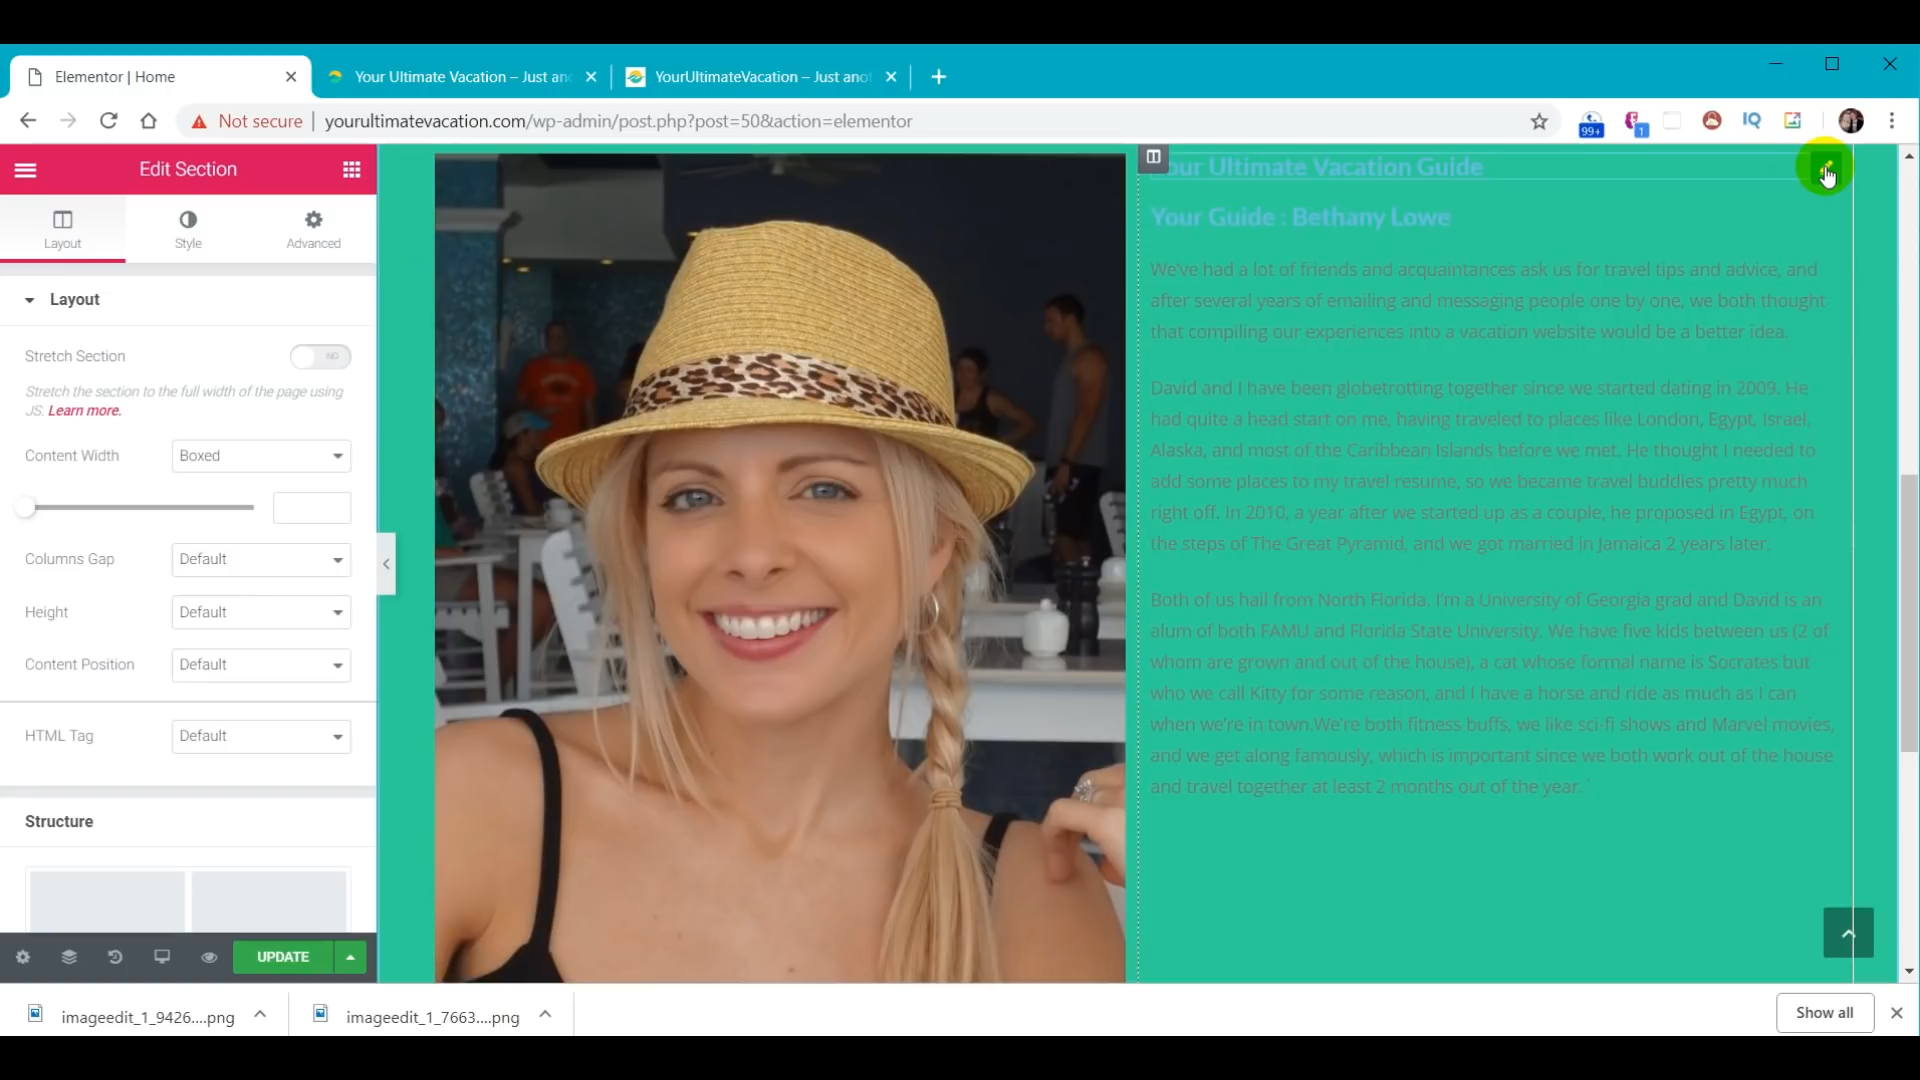 Elementor | Home
Your Ultimate Vacation – Just an
YourUltimateVacation – Just anot
Not secure
yourultimatevacation.com/wp-admin/post.php?post=50&action=elementor
99+
1
IQ
Edit Section
Layout
Style
Advanced
Layout
Stretch Section
NO
Stretch the section to the full width of the page using
JS. Learn more.
Content Width
Boxed
Columns Gap
Default
Height
Default
Content Position
Default
HTML Tag
Default
Structure
UPDATE
our Ultimate Vacation Guide
Your Guide : Bethany Lowe
We've had a lot of friends and acquaintances ask us for travel tips and advice, and
after several years of emailing and messaging people one by one, we both thought
that compiling our experiences into a vacation website would be a better idea.
David and I have been globetrotting together since we started dating in 2009. He
had quite a head start on me, having traveled to places like London, Egypt, Israel,
Alaska, and most of the Caribbean Islands before we met. He thought I needed to
add some places to my travel resume, so we became travel buddies pretty much
right off. In 2010, a year after we started up as a couple, he proposed in Egypt, on
the steps of The Great Pyramid, and we got married in Jamaica 2 years later.
Both of us hail from North Florida. I'm a University of Georgia grad and David is an
alum of both FAMU and Florida State University. We have five kids between us (2 of
whom are grown and out of the house), a cat whose formal name is Socrates but
who we call Kitty for some reason, and I have a horse and ride as much as I can
when we're in town.We're both fitness buffs, we like sci-fi shows and Marvel movies,
and we get along famously, which is important since we both work out of the house
and travel together at least 2 months out of the year. `
imageedit_1_9426....png
imageedit_1_7663....png
Show all